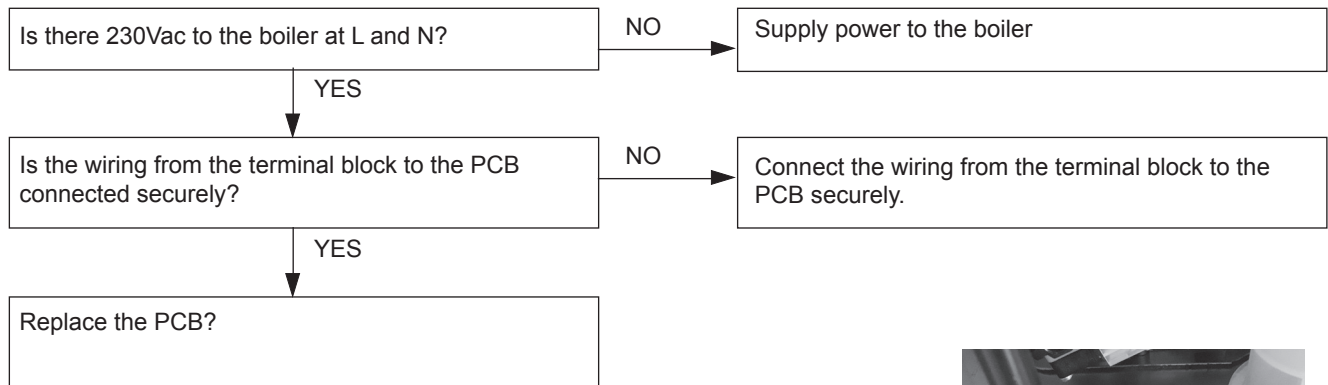 Is there 230Vac to the boiler at L and N?
NO
Supply power to the boiler
YES
Is the wiring from the terminal block to the PCB
connected securely?
NO
Connect the wiring from the terminal block to the
PCB securely.
YES
Replace the PCB?